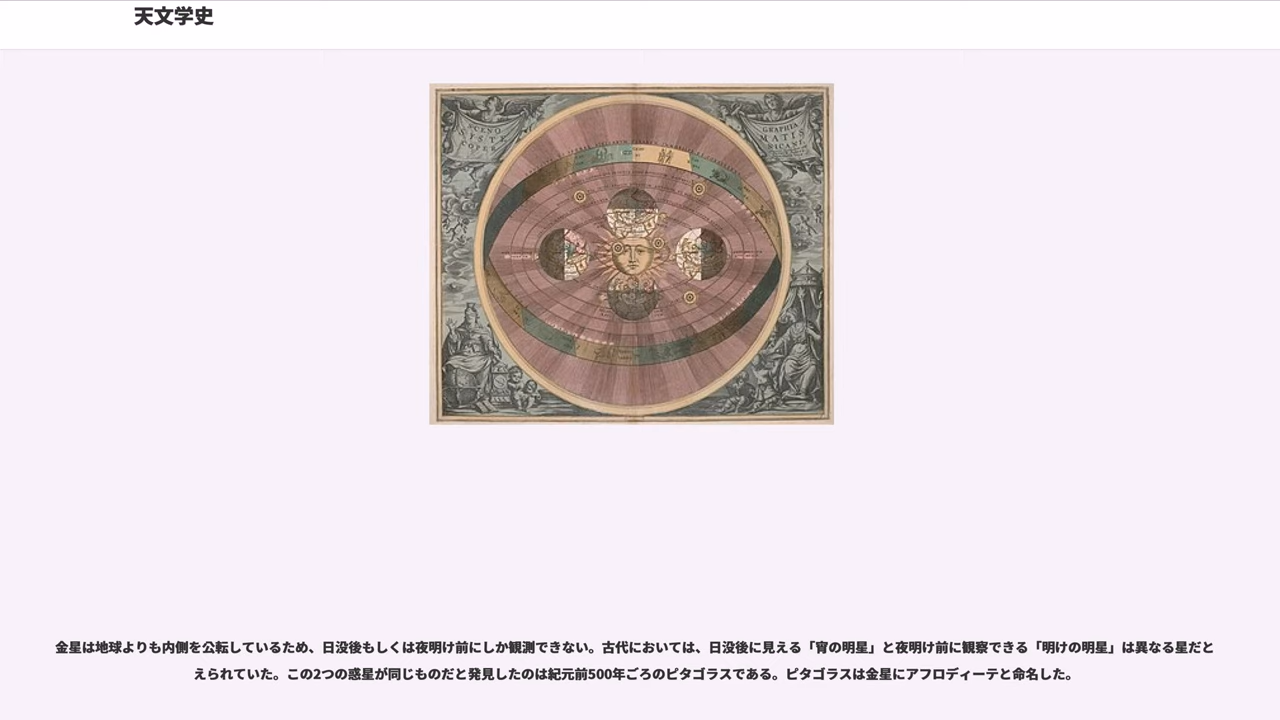 天文学史
CENO
SISTE
COPER
GRAPHIA
MATIS
NICANI
金星は地球よりも内側を公転しているため、日没後もしくは夜明け前にしか観測できない。古代においては、日没後に見える「宵の明星」と夜明け前に観察できる「明けの明星」は異なる星だと
えられていた。この2つの惑星が同じものだと発見したのは紀元前500年ごろのピタゴラスである。ピタゴラスは金星にアフロディーテと命名した。